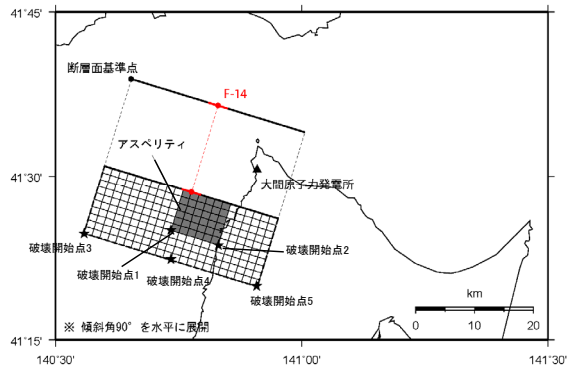 41°45'
断層面基準点
F-14
アスペリティ
41°30'
大間原子力発電所
破壊開始点3
破壊開始点2
破壊開始点1
破壊開始点4
破壊開始点5
km
0 10 20
※ 傾斜角90°を水平に展開
41°15'
140°30'
141°00'
141°30'